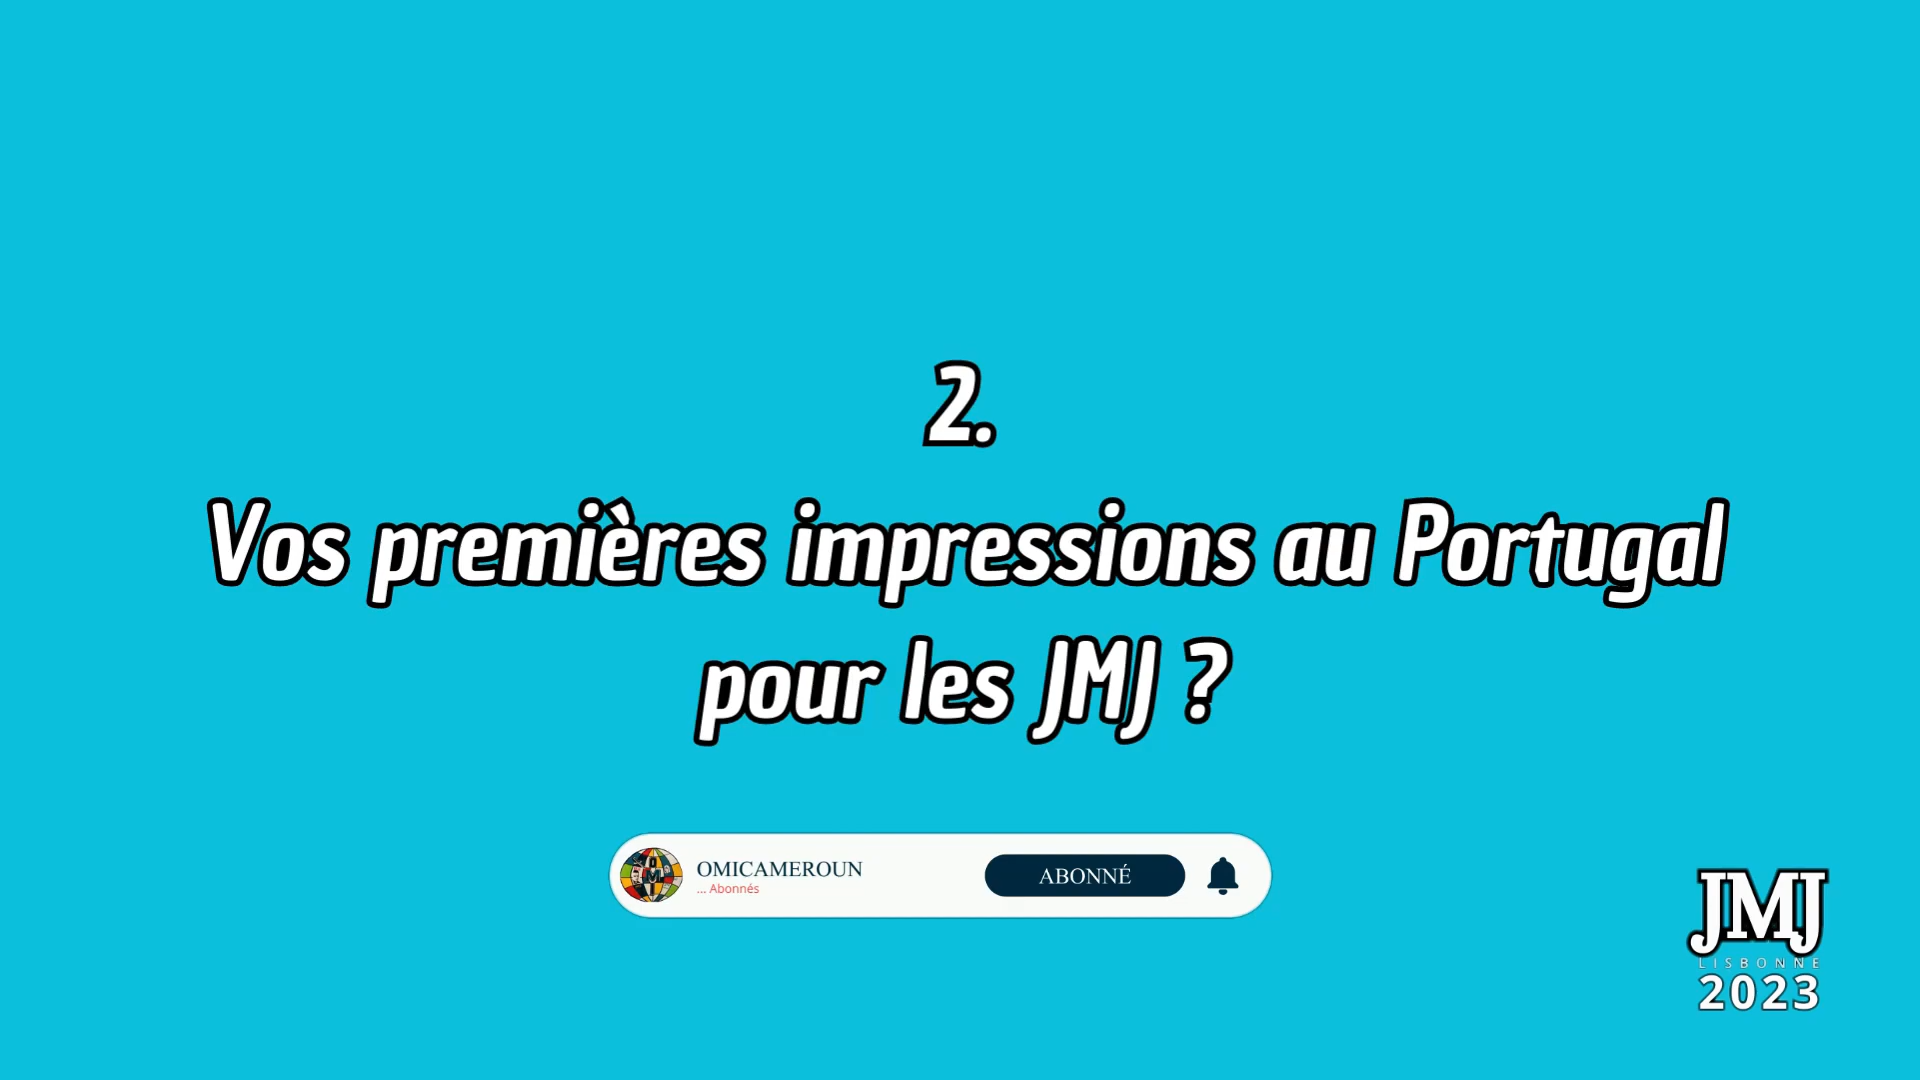 2.
Vos premières impressions au Portugal
pour les JMJ ?
OMICAMEROUN
... Abonnés
ABONNÉ
JMJ
LISBONNE
2023